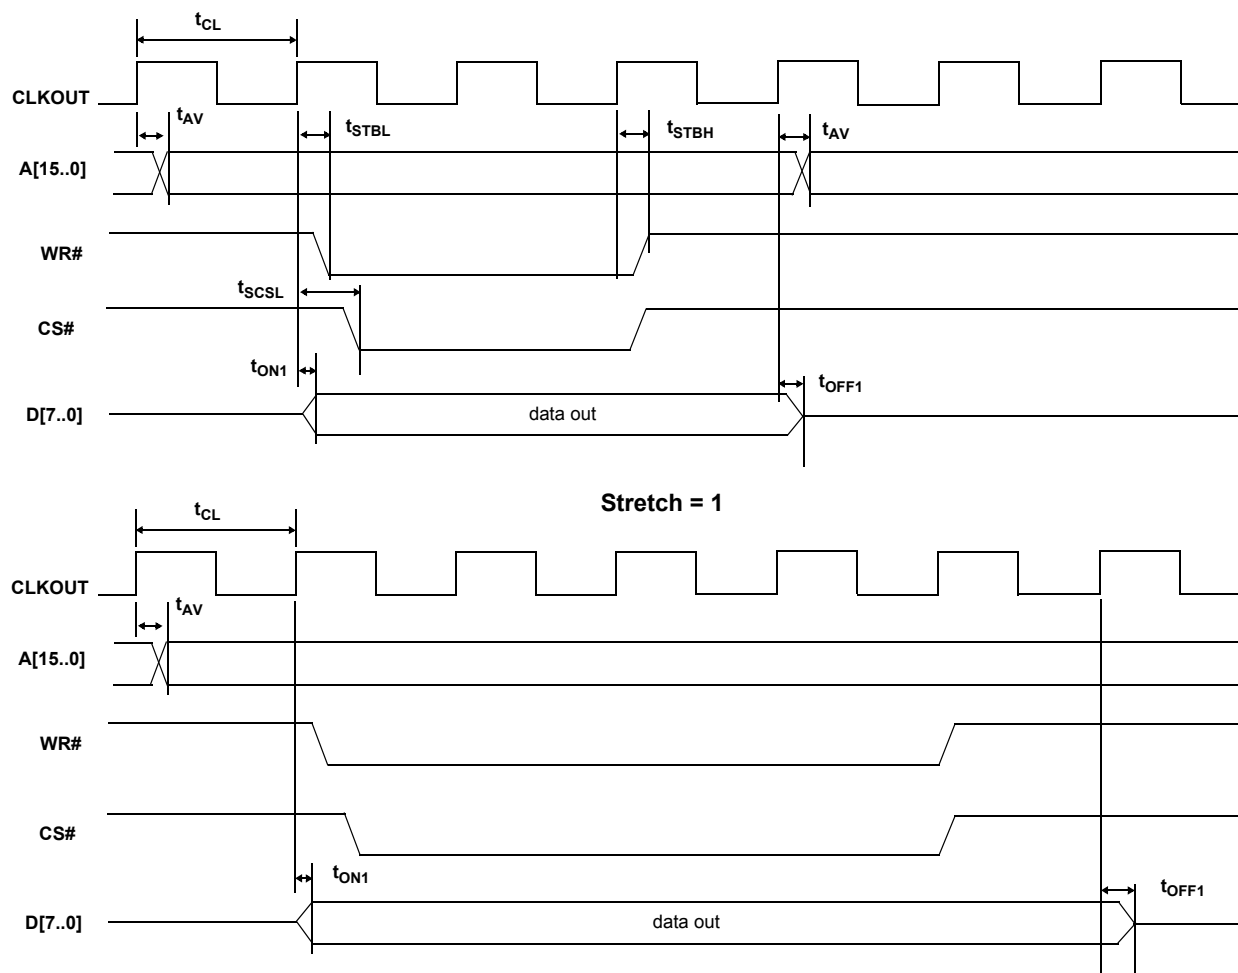 tCL
CLKOUT
tAV
tSTBL
tSTBH
tAV
A[15..0]
WR#
tSCSL
CS#
tON1
tOFF1
D[7..0]
data out
Stretch = 1
tCL
CLKOUT
tAV
A[15..0]
WR#
CS#
tON1
tOFF1
D[7..0]
data out